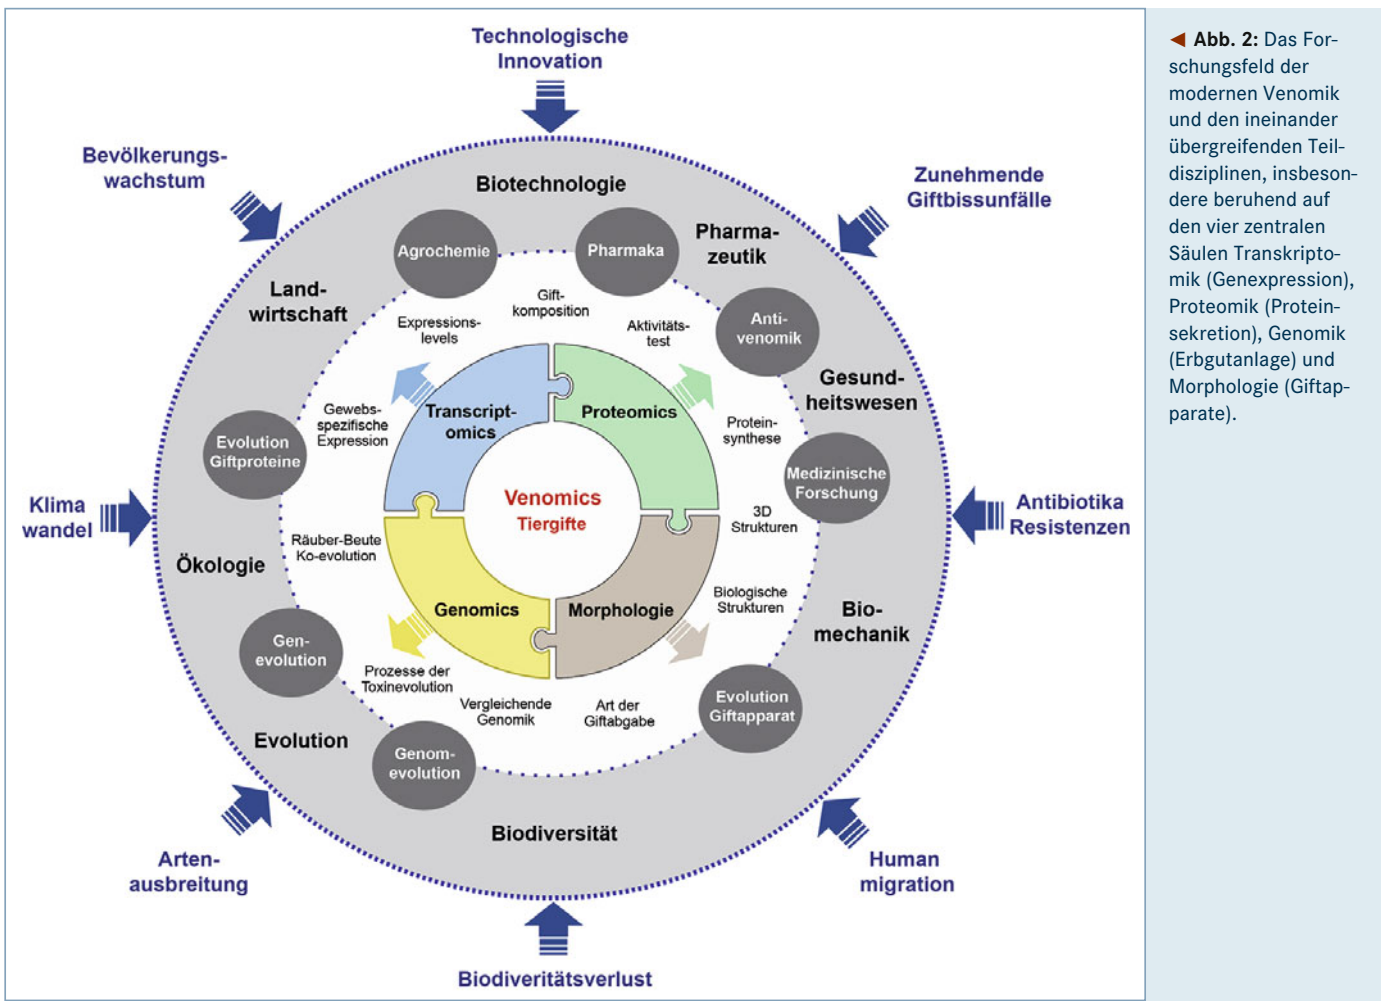 Technologische
Innovation
Bevölkerungs-
wachstum
Zunehmende
Giftbissunfälle
Biotechnologie
Pharma-
zeutik
Agrochemie
Pharmaka
Land-
wirtschaft
Gift-
komposition
Expressions-
levels
Aktivitäts-
test
Anti-
venomik
Gesund-
heitswesen
Transcript-
omics
Proteomics
Gewebs-
spezifische
Expression
Protein-
synthese
Evolution
Giftproteine
Medizinische
Forschung
Venomics
Tiergifte
Klima
wandel
3D
Strukturen
Antibiotika
Resistenzen
Räuber-Beute
Ko-evolution
Ökologie
Genomics
Morphologie
Biologische
Strukturen
Bio-
mechanik
Gen-
evolution
Prozesse der
Toxinevolution
Vergleichende
Genomik
Art der
Giftabgabe
Evolution
Giftapparat
Evolution
Genom-
evolution
Biodiversität
Arten-
ausbreitung
Human
migration
Biodiveritätsverlust
◄ Abb. 2: Das For-
schungsfeld der
modernen Venomik
und den ineinander
übergreifenden Teil-
disziplinen, insbeson-
dere beruhend auf
den vier zentralen
Säulen Transkripto-
mik (Genexpression),
Proteomik (Protein-
sekretion), Genomik
(Erbgutanlage) und
Morphologie (Giftap-
parate).